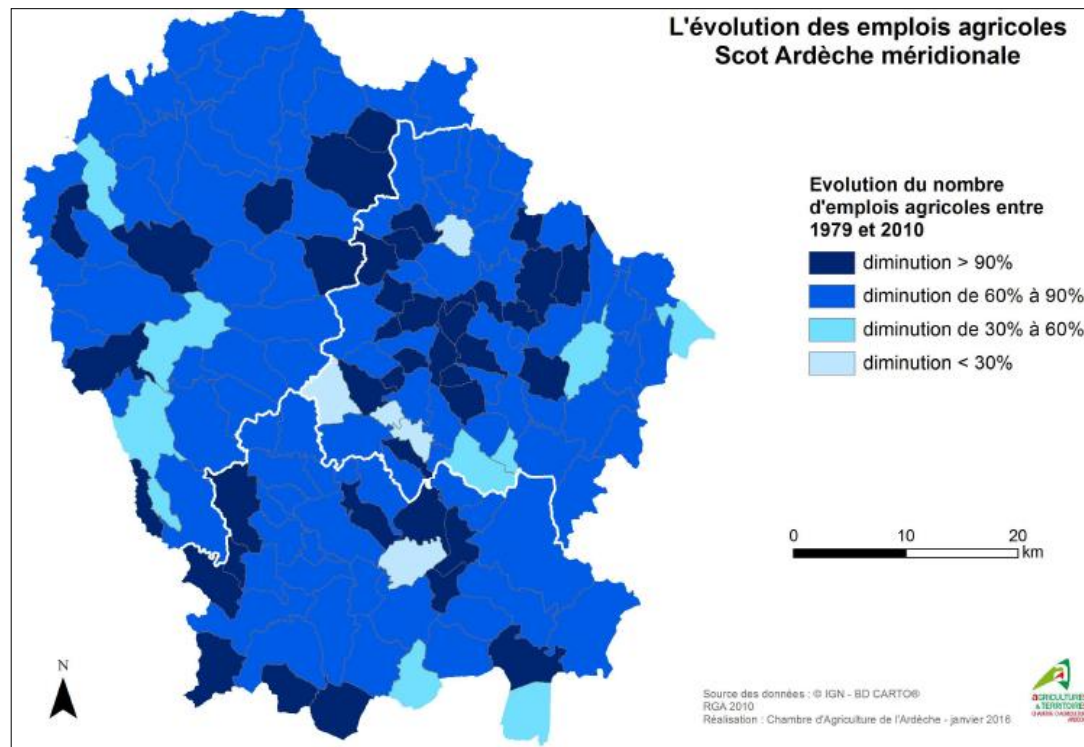 L'évolution des emplois agricoles
Scot Ardèche méridionale
Evolution du nombre
d'emplois agricoles entre
1979 et 2010
diminution > 90%
diminution de 60% à 90%
diminution de 30% à 60%
diminution < 30%
0 10 20
km
N
Source des données : © IGN - BD CARTO®
RGA 2010
Réalisation : Chambre d'Agriculture de l'Ardèche - janvier 2016
AGRICULTURES
& TERRITOIRES